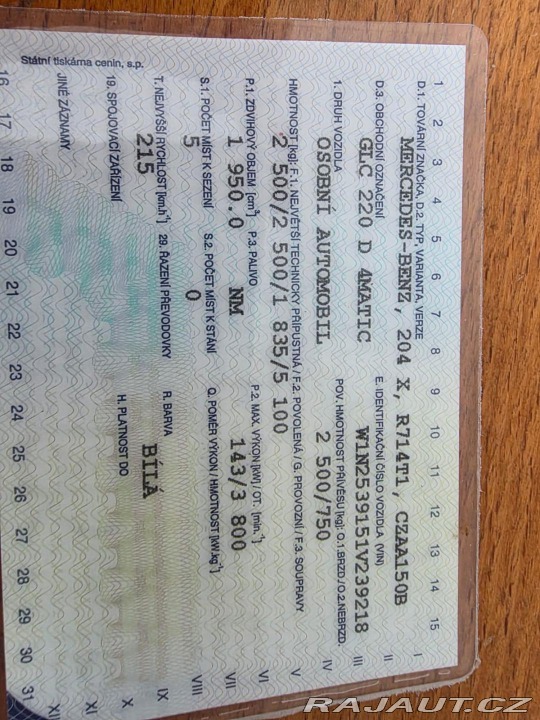 1 2 3 4 5 6 7 8 9 10 11 12 13 14 15
D.1. TOVÁRNÍ ZNAČKA, D.2. TYP, VARIANTA, VERZE I
MERCEDES-BENZ, 204 X, R714T1, CZAA150B
D.3. OBCHODNÍ OZNAČENÍ E. IDENTIFIKAČNÍ ČÍSLO VOZIDLA (VIN) II
GLC 220 D 4MATIC W1N2539151V239218 III
1. DRUH VOZIDLA POV. HMOTNOST PŘÍVĚSU [kg]: O.1.BRZD./O.2.NEBRZD.
OSOBNÍ AUTOMOBIL 2 500/750 IV
HMOTNOST [kg]: F.1. NEJVĚTŠÍ TECHNICKY PŘÍPUSTNÁ / F.2. POVOLENÁ / G. PROVOZNÍ / F.3. SOUPRAVY
2 500/2 500/1 835/5 100 V
P.1. ZDVIHOVÝ OBJEM [cm³] P.3. PALIVO P.2. MAX. VÝKON [kW] / OT. [min.⁻¹] VI
1 950.0 NM 143/3 800 VII
S.1. POČET MÍST K SEZENÍ S.2. POČET MÍST K STÁNÍ Q. POMĚR VÝKON / HMOTNOST [kW.kg⁻¹]
5 0 VIII
T. NEJVYŠŠÍ RYCHLOST [km.h⁻¹] 29. ŘAZENÍ PŘEVODOVKY R. BARVA IX
215 BÍLÁ
19. SPOJOVACÍ ZAŘÍZENÍ H. PLATNOST DO X
XI
JINÉ ZÁZNAMY XII
16 17 18 19 20 21 22 23 24 25 26 27 28 29 30 31
Státní tiskárna cenin, s.p.
RAJAUT.CZ